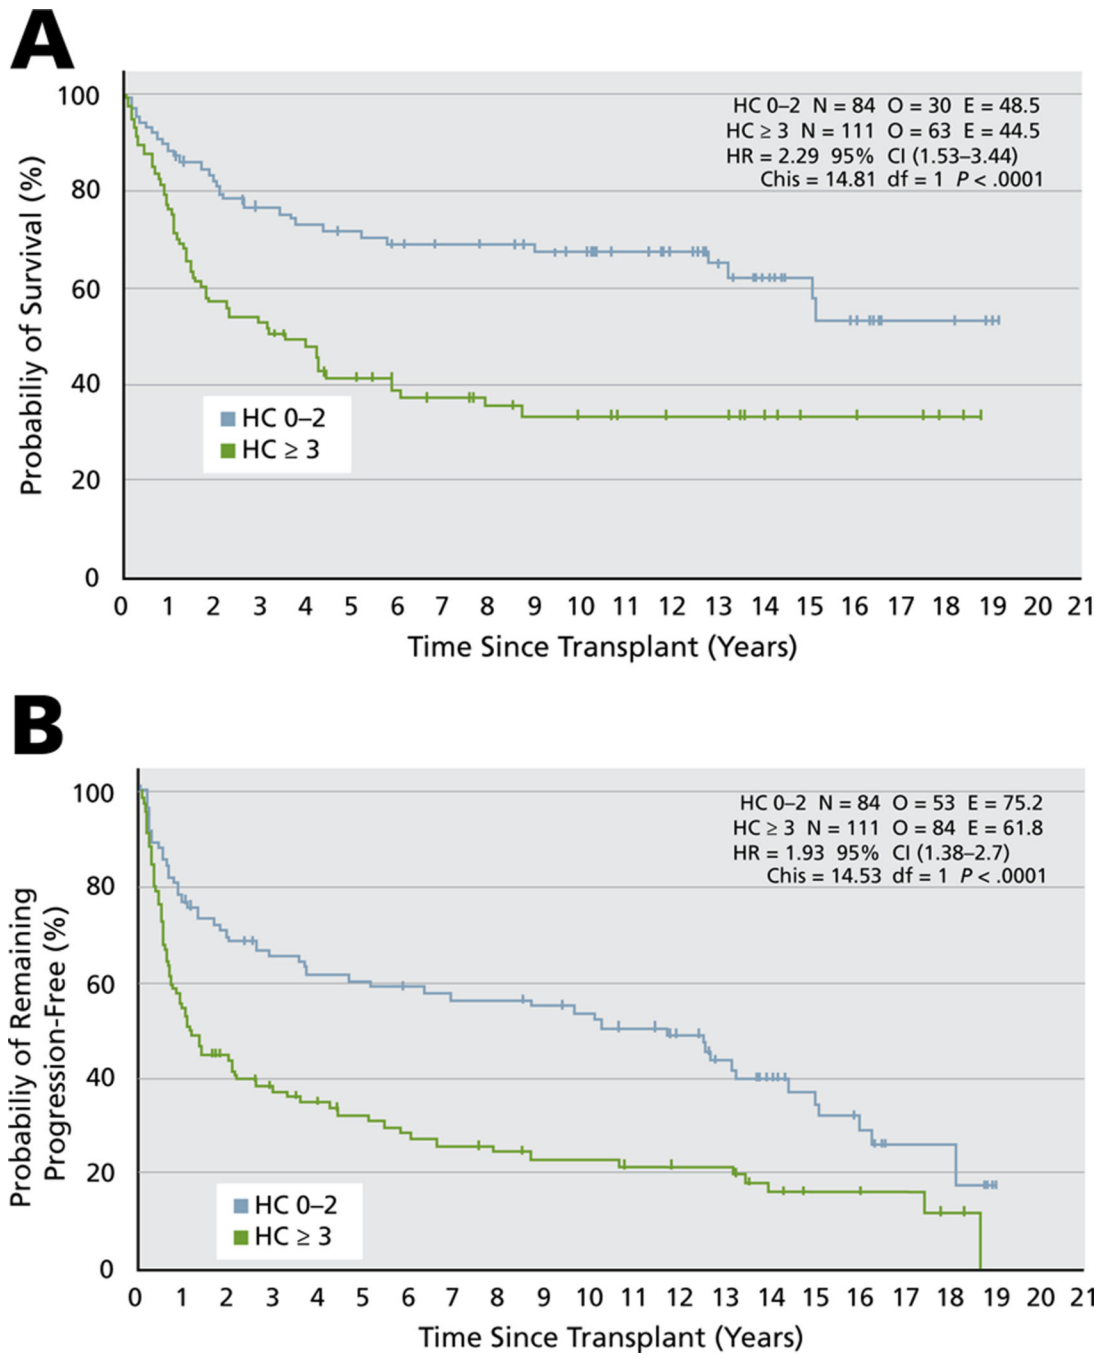 A
Probabiliy of Survival (%)
100
80
60
40
20
0
HC 0–2 N = 84 O = 30 E = 48.5
HC ≥ 3 N = 111 O = 63 E = 44.5
HR = 2.29 95% CI (1.53–3.44)
Chis = 14.81 df = 1 P < .0001
HC 0–2
HC ≥ 3
0 1 2 3 4 5 6 7 8 9 10 11 12 13 14 15 16 17 18 19 20 21
Time Since Transplant (Years)
B
Probabiliy of Remaining
Progression-Free (%)
100
80
60
40
20
0
HC 0–2 N = 84 O = 53 E = 75.2
HC ≥ 3 N = 111 O = 84 E = 61.8
HR = 1.93 95% CI (1.38–2.7)
Chis = 14.53 df = 1 P < .0001
HC 0–2
HC ≥ 3
0 1 2 3 4 5 6 7 8 9 10 11 12 13 14 15 16 17 18 19 20 21
Time Since Transplant (Years)